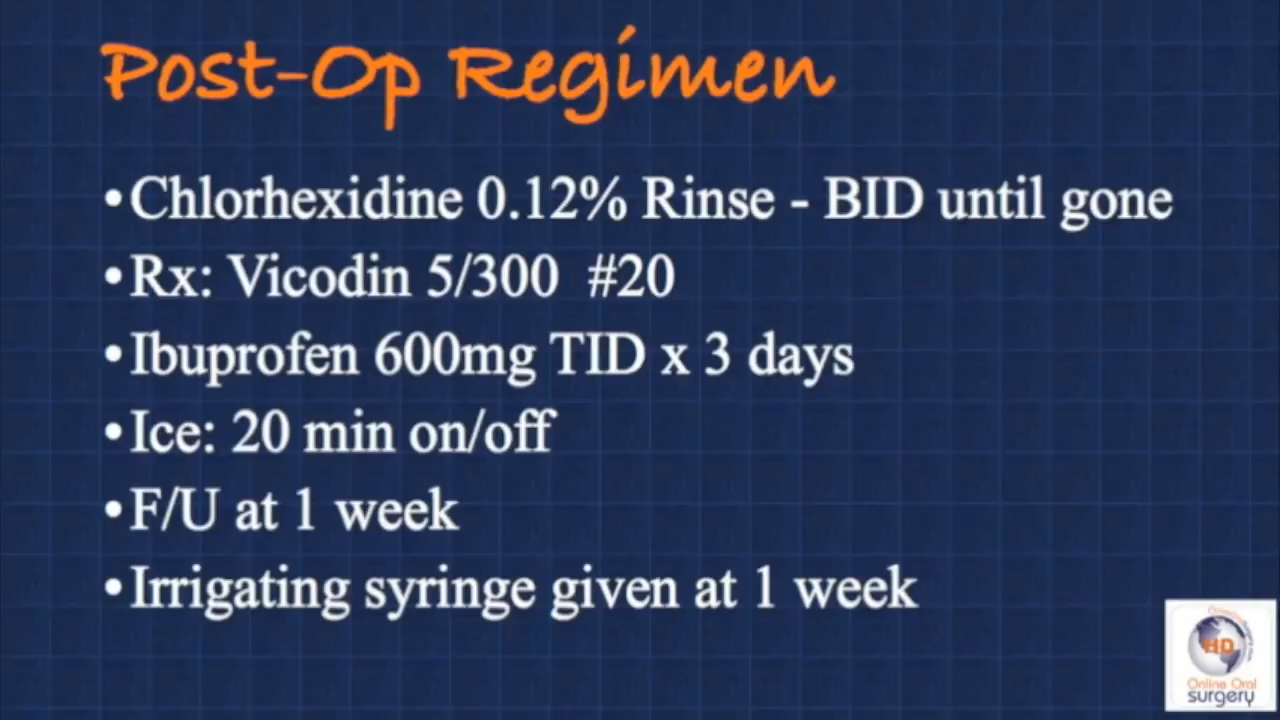 Post-Op Regimen
•Chlorhexidine 0.12% Rinse - BID until gone
•Rx: Vicodin 5/300 #20
•Ibuprofen 600mg TID x 3 days
•Ice: 20 min on/off
•F/U at 1 week
•Irrigating syringe given at 1 week
HD
Online Oral
surgery